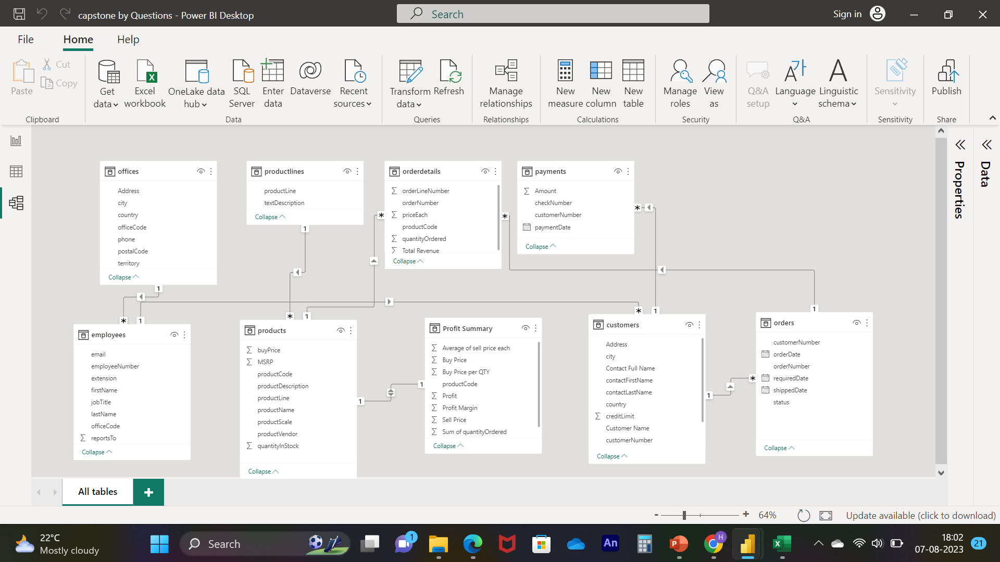 capstone by Questions - Power BI Desktop
Search
Sign in
File
Home
Help
Paste
Cut
Copy
Clipboard
Get data
Excel workbook
OneLake data hub
SQL Server
Enter data
Dataverse
Recent sources
Data
Transform data
Refresh
Queries
Manage relationships
Relationships
New measure
New column
New table
Calculations
Manage roles
View as
Security
Q&A setup
Language
Linguistic schema
Q&A
Sensitivity
Sensitivity
Publish
Share
offices
Address
city
country
officeCode
phone
postalCode
territory
Collapse
productlines
productLine
textDescription
Collapse
orderdetails
orderLineNumber
orderNumber
priceEach
productCode
quantityOrdered
Total Revenue
Collapse
payments
Amount
checkNumber
customerNumber
paymentDate
Collapse
1
1
*
*
*
*
1
*
1
*
1
1
employees
email
employeeNumber
extension
firstName
jobTitle
lastName
officeCode
reportsTo
Collapse
products
buyPrice
MSRP
productCode
productDescription
productLine
productName
productScale
productVendor
quantityInStock
Collapse
1
1
Profit Summary
Average of sell price each
Buy Price
Buy Price per QTY
productCode
Profit
Profit Margin
Sell Price
Sum of quantityOrdered
Collapse
customers
Address
city
Contact Full Name
contactFirstName
contactLastName
country
creditLimit
Customer Name
customerNumber
Collapse
1
*
orders
customerNumber
orderDate
orderNumber
requiredDate
shippedDate
status
Collapse
Properties
Data
All tables
+
- + 64%
Update available (click to download)
22°C
Mostly cloudy
Search
1
An
P
H
X
18:02
07-08-2023
21